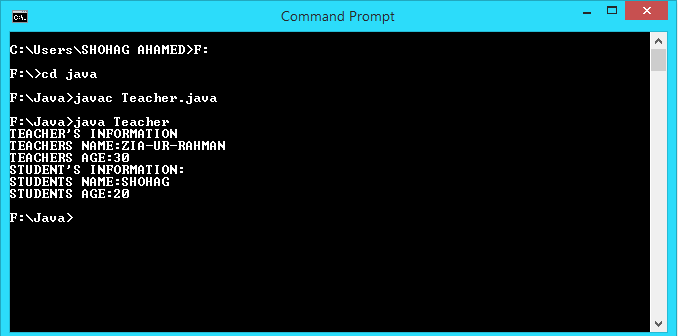 Command Prompt
C:\Users\SHOHAG AHAMED>F:
F:\>cd java
F:\Java>javac Teacher.java
F:\Java>java Teacher
TEACHER'S INFORMATION
TEACHERS NAME:ZIA-UR-RAHMAN
TEACHERS AGE:30
STUDENT'S INFORMATION:
STUDENTS NAME:SHOHAG
STUDENTS AGE:20
F:\Java>